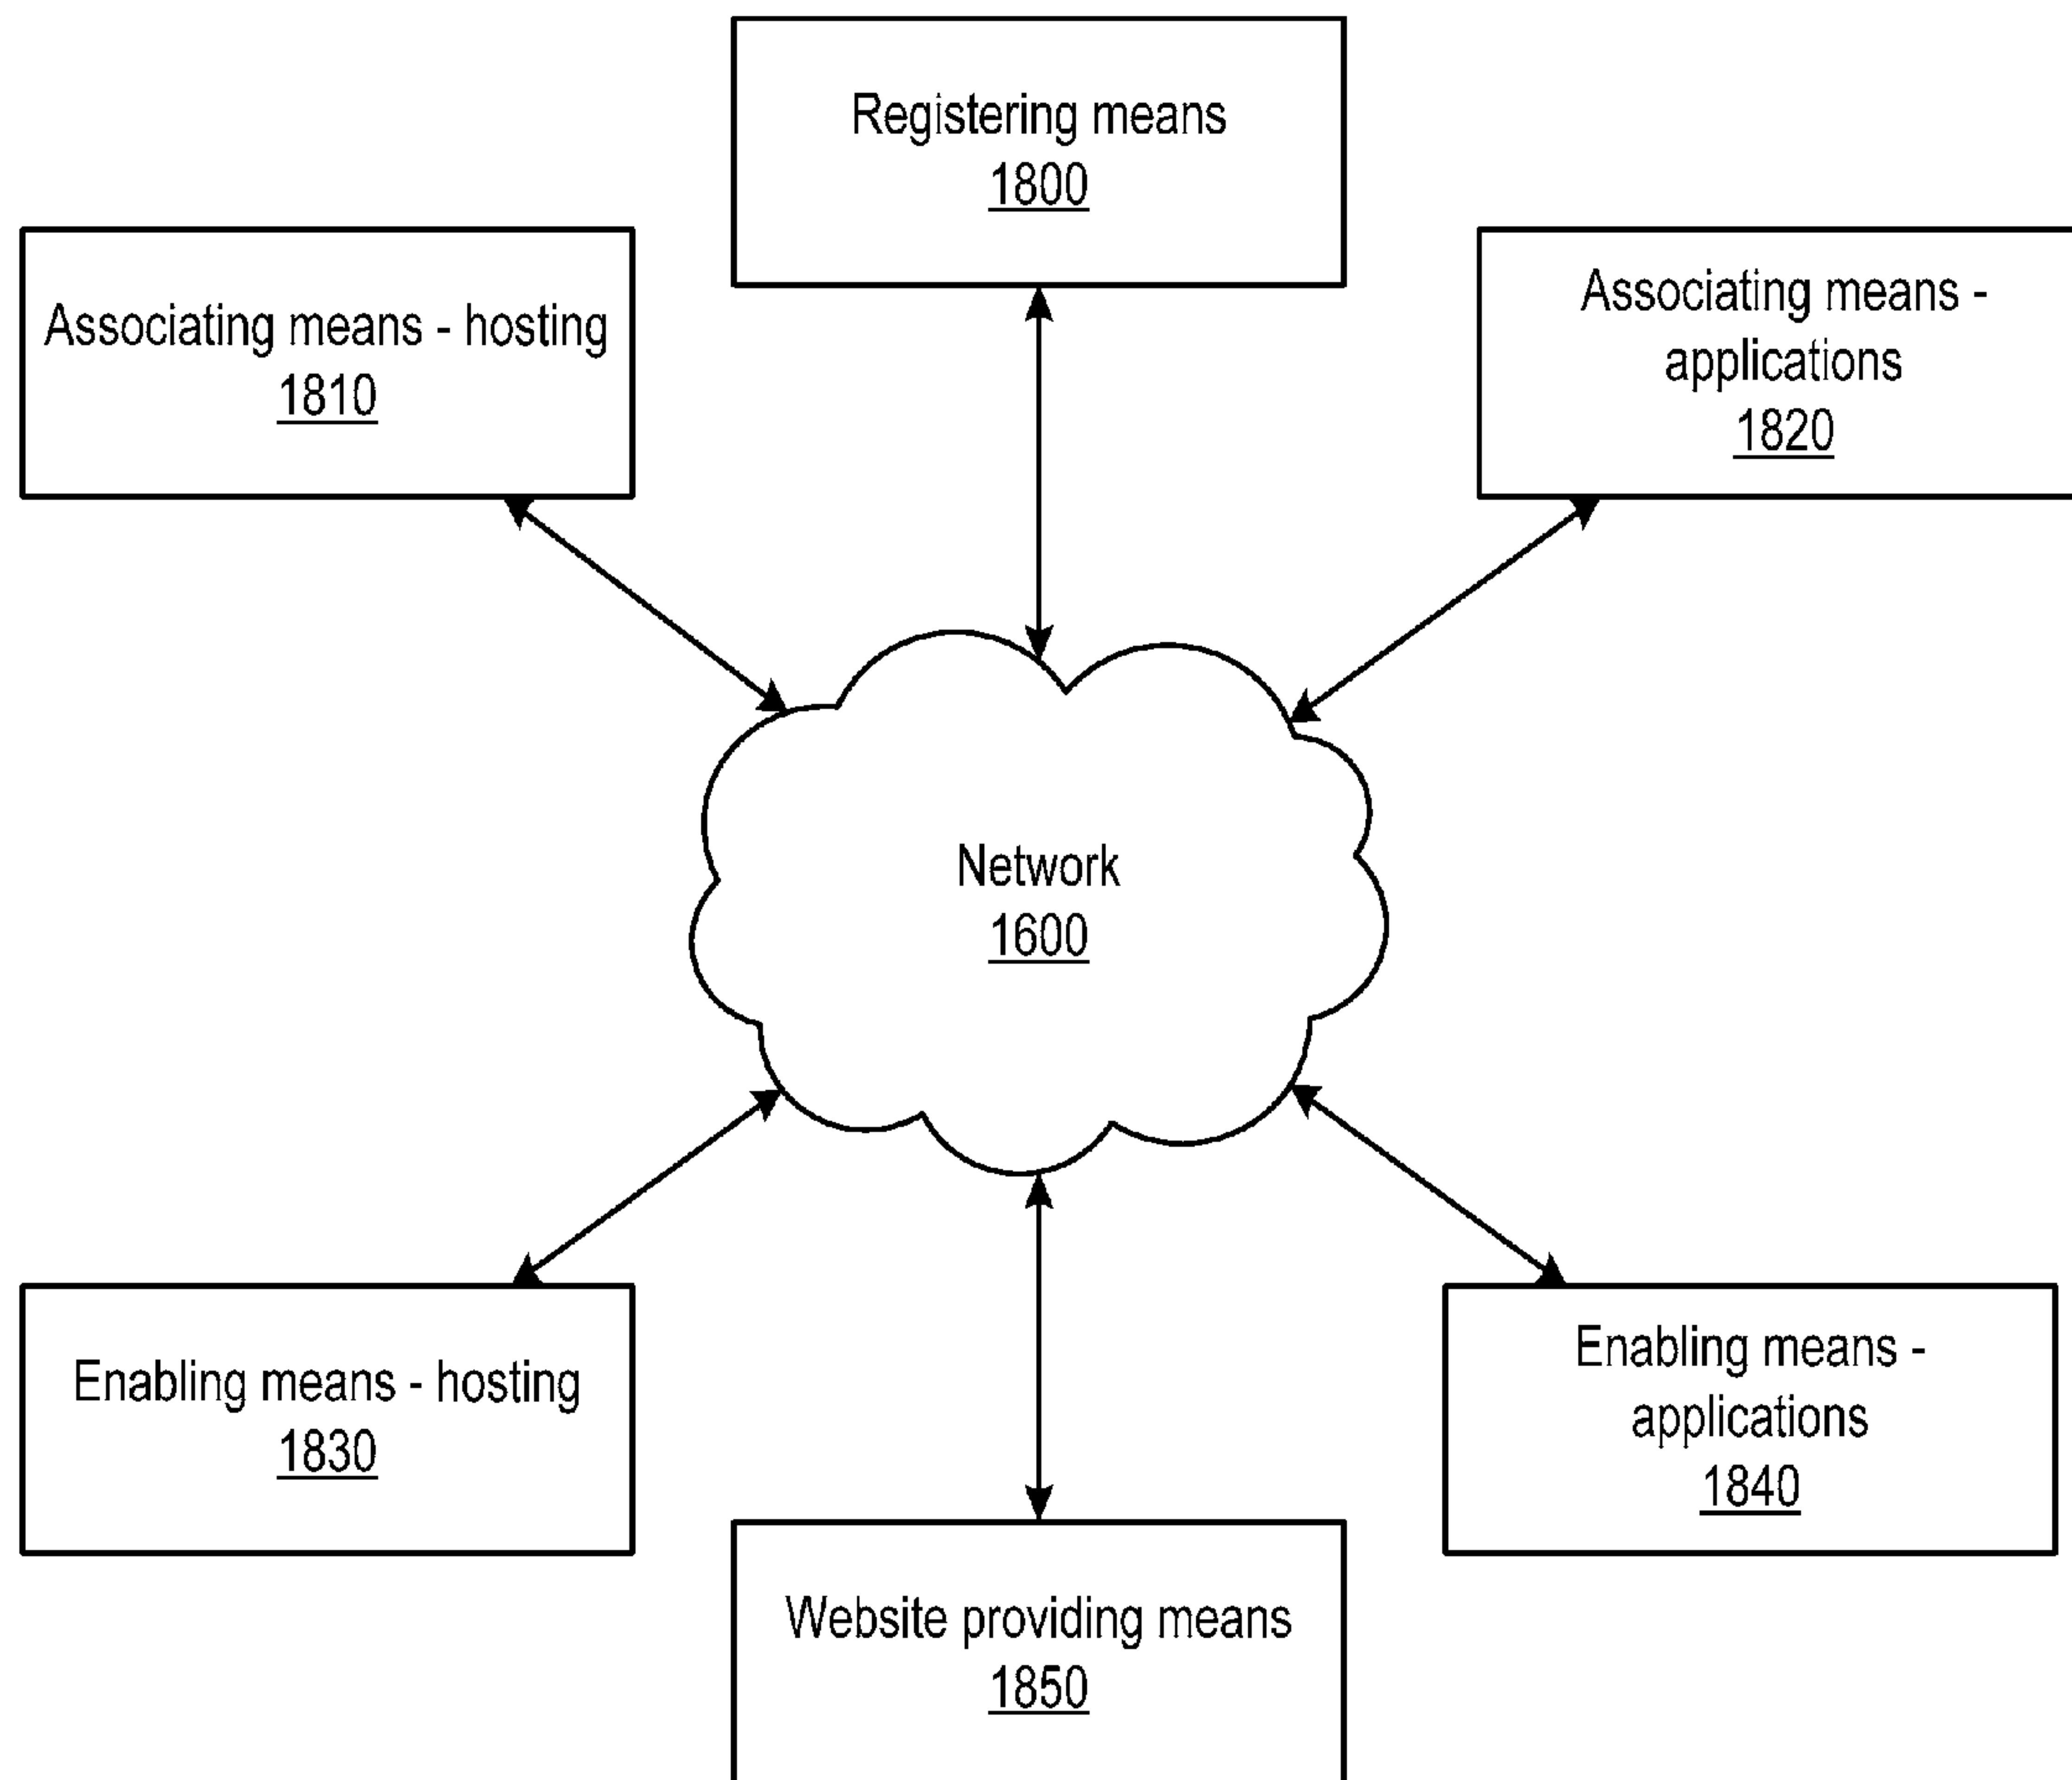 Registering means
1800
Associating means - hosting
1810
Associating means -
applications
1820
Network
1600
Enabling means - hosting
1830
Enabling means -
applications
1840
Website providing means
1850